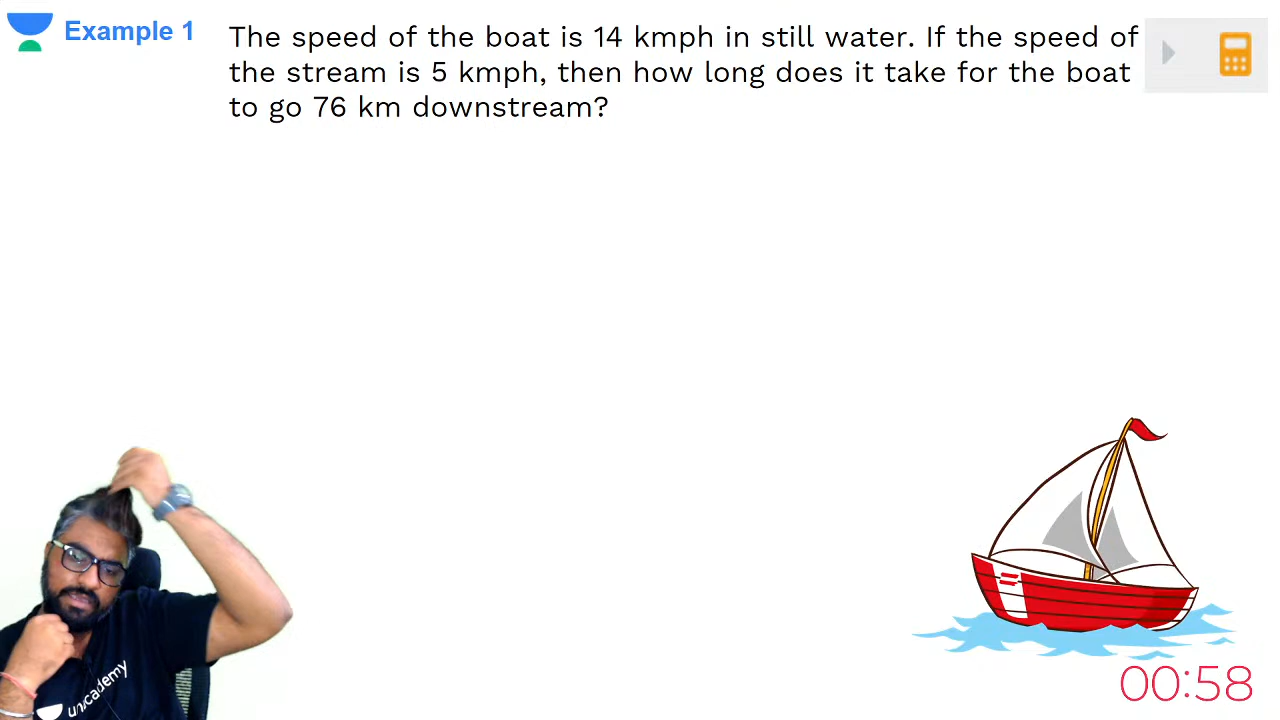 Example 1
The speed of the boat is 14 kmph in still water. If the speed of
the stream is 5 kmph, then how long does it take for the boat
to go 76 km downstream?
unacademy
00:58